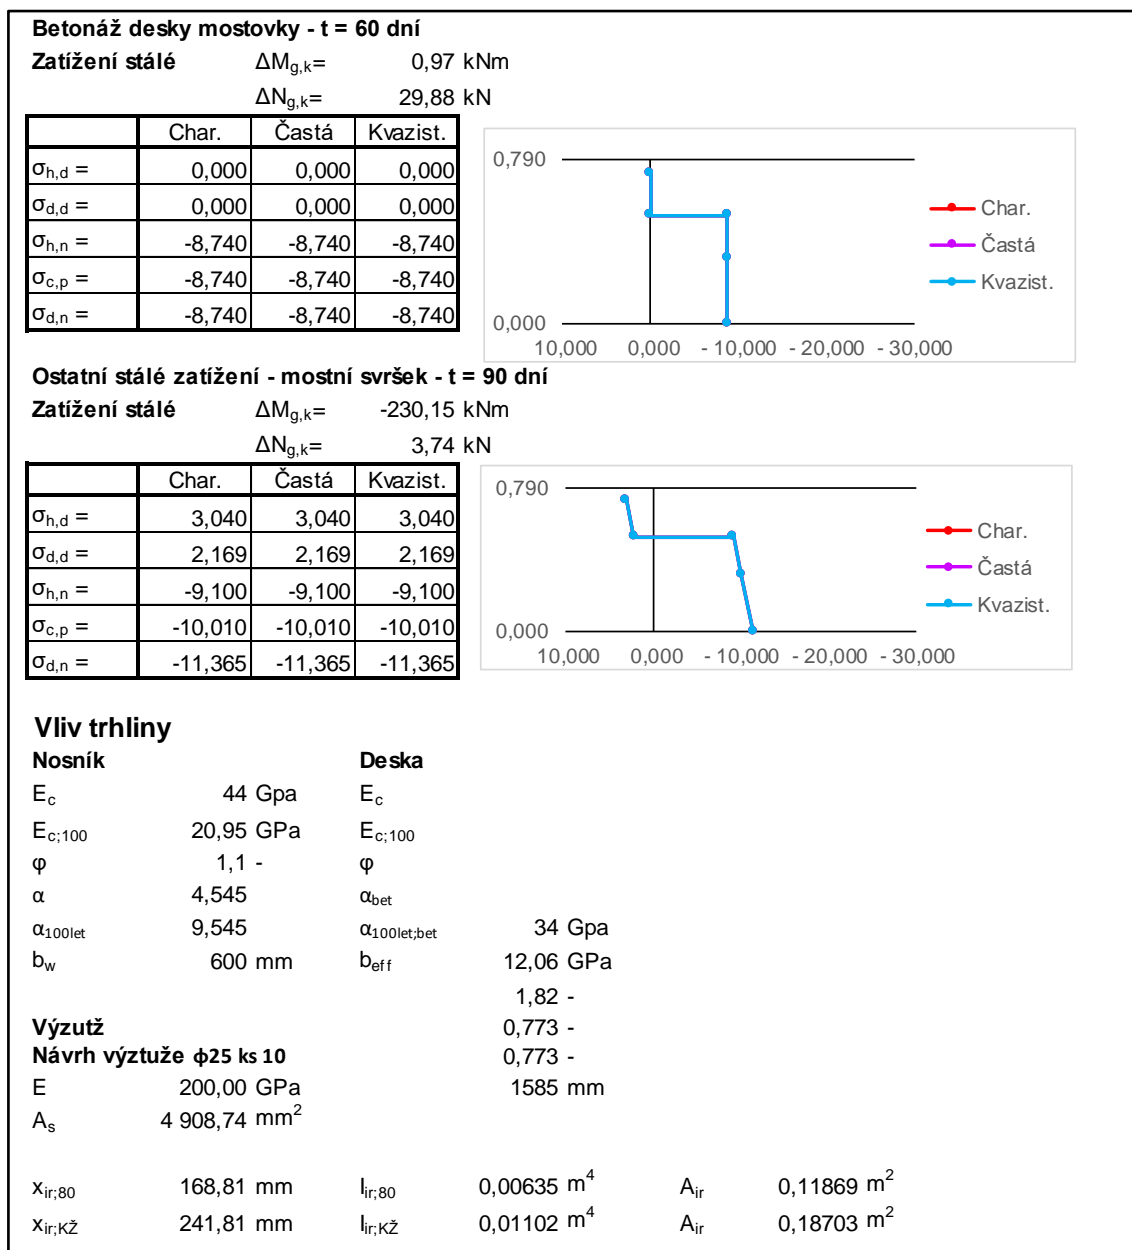 Betonáž desky mostovky - t = 60 dní
Zatížení stálé ΔMg,k= 0,97 kNm
ΔNg,k= 29,88 kN
Char. Častá Kvazist.
σh,d = 0,000 0,000 0,000
σd,d = 0,000 0,000 0,000
σh,n = -8,740 -8,740 -8,740
σc,p = -8,740 -8,740 -8,740
σd,n = -8,740 -8,740 -8,740
0,790
0,000
10,000 0,000 - 10,000 - 20,000 - 30,000
Char.
Častá
Kvazist.
Ostatní stálé zatížení - mostní svršek - t = 90 dní
Zatížení stálé ΔMg,k= -230,15 kNm
ΔNg,k= 3,74 kN
Char. Častá Kvazist.
σh,d = 3,040 3,040 3,040
σd,d = 2,169 2,169 2,169
σh,n = -9,100 -9,100 -9,100
σc,p = -10,010 -10,010 -10,010
σd,n = -11,365 -11,365 -11,365
0,790
0,000
10,000 0,000 - 10,000 - 20,000 - 30,000
Char.
Častá
Kvazist.
Vliv trhliny
Nosník Deska
Ec 44 Gpa Ec
Ec;100 20,95 GPa Ec;100
φ 1,1 - φ
α 4,545 αbet
α100let 9,545 α100let;bet 34 Gpa
bw 600 mm beff 12,06 GPa
1,82 -
Výzutž 0,773 -
Návrh výztuže ϕ25 ks 10 0,773 -
E 200,00 GPa 1585 mm
As 4 908,74 mm²
xir;80 168,81 mm Iir;80 0,00635 m⁴ Air 0,11869 m²
xir;KŽ 241,81 mm Iir;KŽ 0,01102 m⁴ Air 0,18703 m²